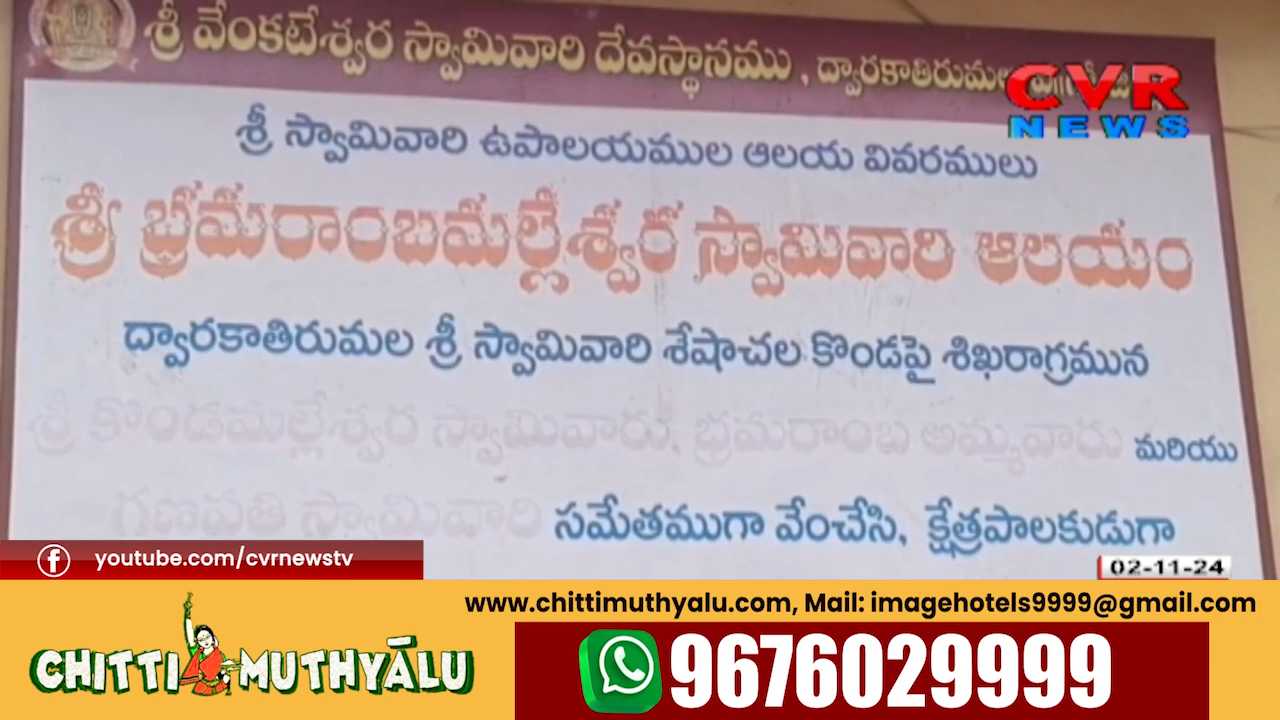 శ్రీ వేంకటేశ్వర స్వామివారి దేవస్థానము, ద్వారకాతిరుమల
CVR
NEWS
శ్రీ స్వామివారి ఉపాలయముల ఆలయ వివరములు
శ్రీ భ్రమరాంబమల్లేశ్వర స్వామివారి ఆలయం
ద్వారకాతిరుమల శ్రీ స్వామివారి శేషాచల కొండపై శిఖరాగ్రమున
శ్రీ కొండమల్లేశ్వర స్వామివారు, భ్రమరాంబ అమ్మవారు మరియు
గణపతి స్వామివారి సమేతముగా వేంచేసి, క్షేత్రపాలకుడుగా
youtube.com/cvrnewstv
02-11-24
www.chittimuthyalu.com, Mail: imagehotels9999@gmail.com
CHITTI MUTHYĀLU
9676029999